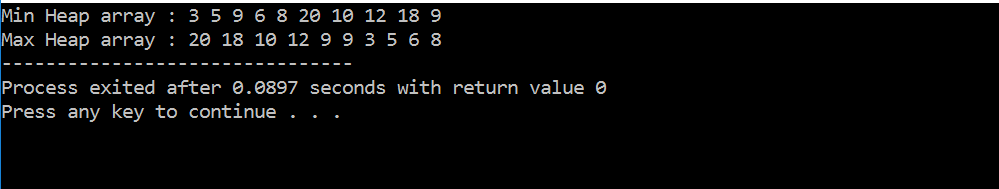 Min Heap array : 3 5 9 6 8 20 10 12 18 9
Max Heap array : 20 18 10 12 9 9 3 5 6 8
--------------------------------
Process exited after 0.0897 seconds with return value 0
Press any key to continue . . .